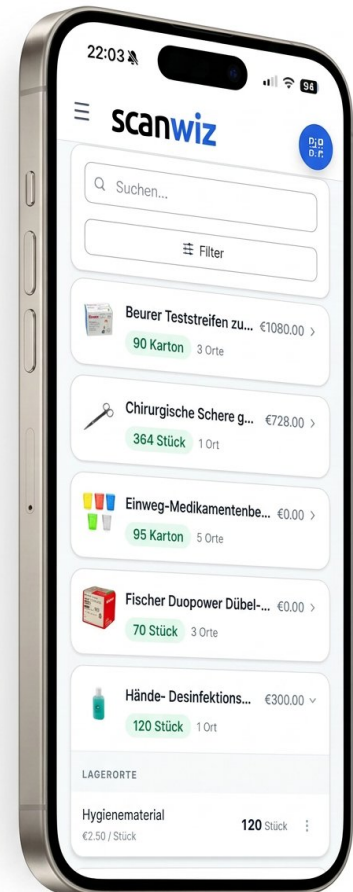 22:03
94
scanwiz
Suchen...
Filter
Beurer Teststreifen zu... €1080.00
90 Karton 3 Orte
Chirurgische Schere g... €728.00
364 Stück 1 Ort
Einweg-Medikamentenbe... €0.00
95 Karton 5 Orte
Fischer Duopower Dübel-... €0.00
70 Stück 3 Orte
Hände- Desinfektions... €300.00
120 Stück 1 Ort
LAGERORTE
Hygienematerial 120 Stück
€2.50 / Stück